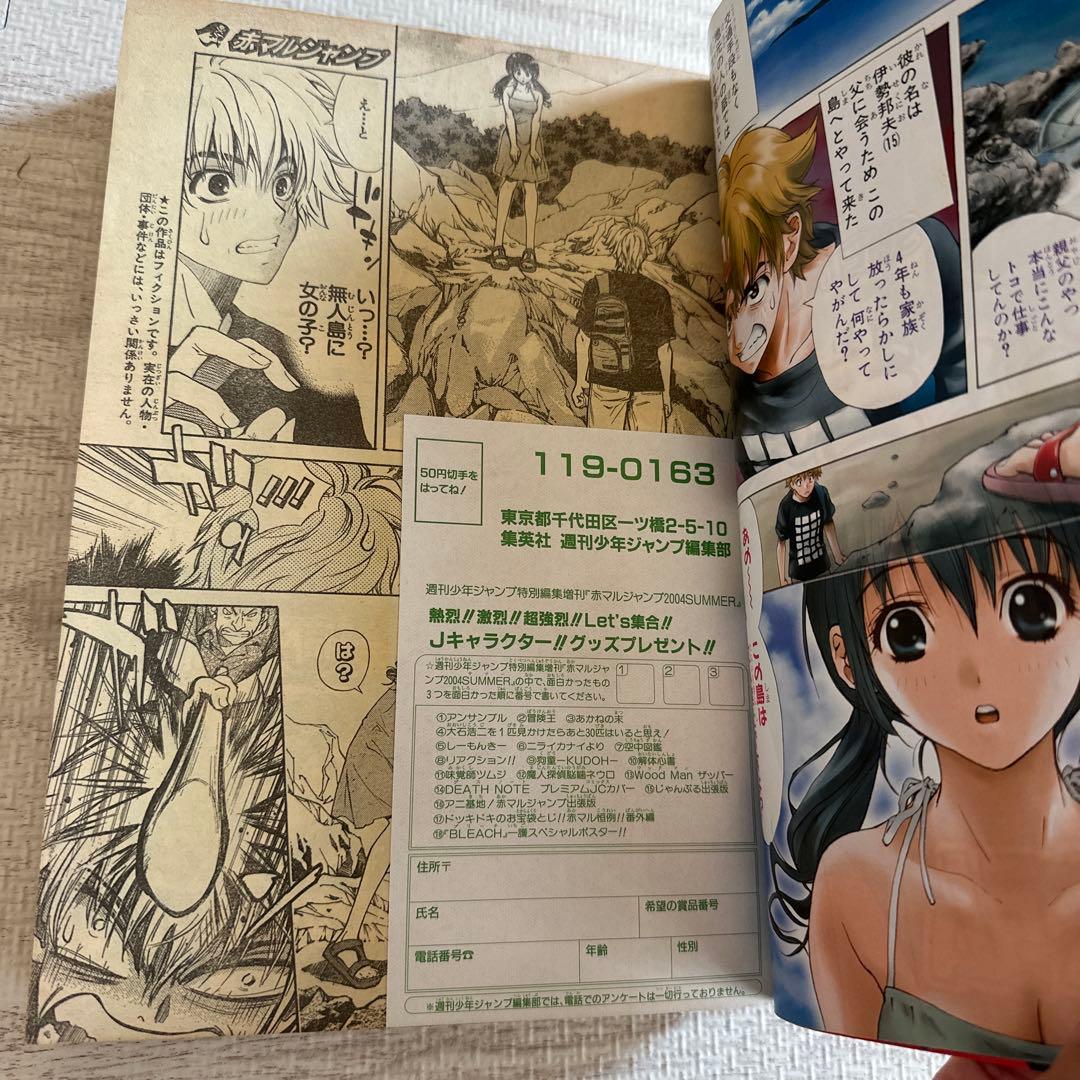 交通手段もなく
彼の名は
伊勢邦夫(15)
父に会うため この
島へとやって来た
親父のやつ
本当にこんな
トコで仕事
してんのか?
4年も家族
放ったらかしに
して何やって
やがんだ?
あの〜〜
この島は
赤マルジャンプ
え…と
いっ…?
無人島に
女の子?
★この作品はフィクションです。実在の人物・
団体・事件などには、いっさい関係ありません。
は?
50円切手を
はってね!
119-0163
東京都千代田区一ツ橋2-5-10
集英社 週刊少年ジャンプ編集部
週刊少年ジャンプ特別編集増刊『赤マルジャンプ2004SUMMER』
熱烈!!激烈!!超強烈!!Let's集合!!
Jキャラクター!!グッズプレゼント!!
☆週刊少年ジャンプ特別編集増刊『赤マルジャ
ンプ2004SUMMER』の中で、面白かったもの
3つを面白かった順に番号で書いてください。
1 2 3
①アンサンブル ②冒険王 ③あかねの末
④大石浩二を1匹見かけたらあと30匹はいると思え!
⑤しーもんきー ⑥ニライカナイより ⑦空中図鑑
⑧リアクション!! ⑨狗童―KUDOH― ⑩解体心書
⑪味覚師ツムジ ⑫魔人探偵脳噛ネウロ ⑬Wood Man ザッパー
⑭DEATH NOTE プレミアムJCカバー ⑮じゃんぷる出張版
⑯アニ基地/赤マルジャンプ出張版
⑰ドッキドキのお宝袋とじ!!赤マル恒例!!番外編
⑱『BLEACH』一護スペシャルポスター!!
住所〒
氏名
希望の賞品番号
電話番号☎
年齢
性別
※週刊少年ジャンプ編集部では、電話でのアンケートは一切行っておりません。